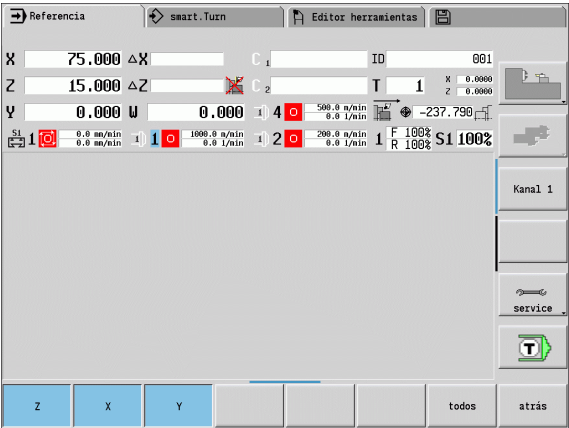 Referencia smart.Turn Editor herramientas
X 75.000 △X C 1 ID 001
Z 15.000 △Z C 2 T 1 X 0.0000 Z 0.0000
Y 0.000 W 0.000 4 500.0 m/min 0.0 1/min -237.790
S1 1 0.0 mm/min 0.0 mm/min 1 1000.0 m/min 0.0 1/min 2 200.0 m/min 0.0 1/min 1 F 100% R 100% S1 100%
Kanal 1
service
T
Z X Y todos atrás